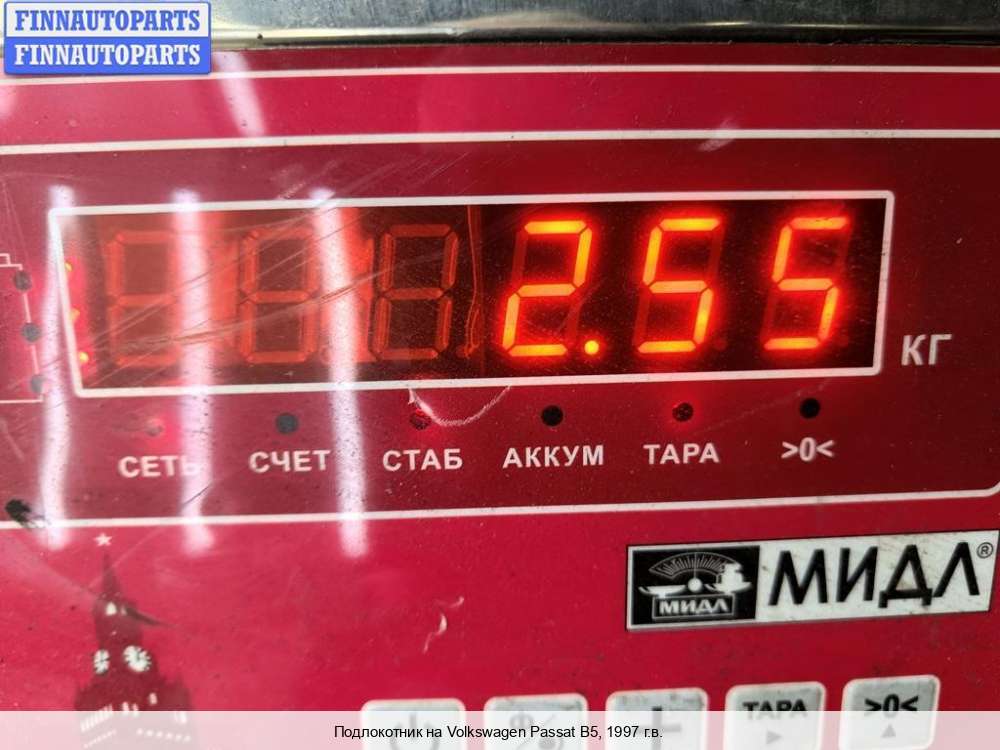 FINNAUTOPARTS
FINNAUTOPARTS
2.55
КГ
СЕТЬ СЧЕТ СТАБ АККУМ ТАРА >0<
МИДЛ МИДЛ®
ТАРА >0<
Подлокотник на Volkswagen Passat B5, 1997 г.в.